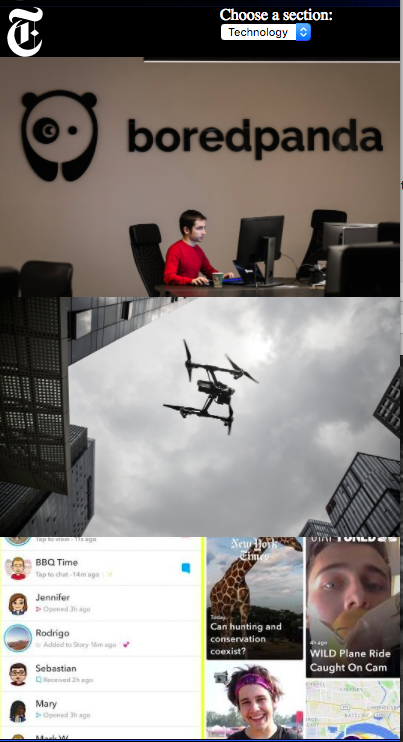 T
Choose a section:
Technology
boredpanda
Tap to view · 11s ago
BBQ Time
Tap to chat · 14m ago
Jennifer
Opened 3h ago
Rodrigo
Added to Story 16m ago
Sebastian
Received 2h ago
Mary
Opened 3h ago
Mark W
New York
Times
Today
Can hunting and
conservation
coexist?
STAY TUNED
4h ago
WILD Plane Ride
Caught On Cam